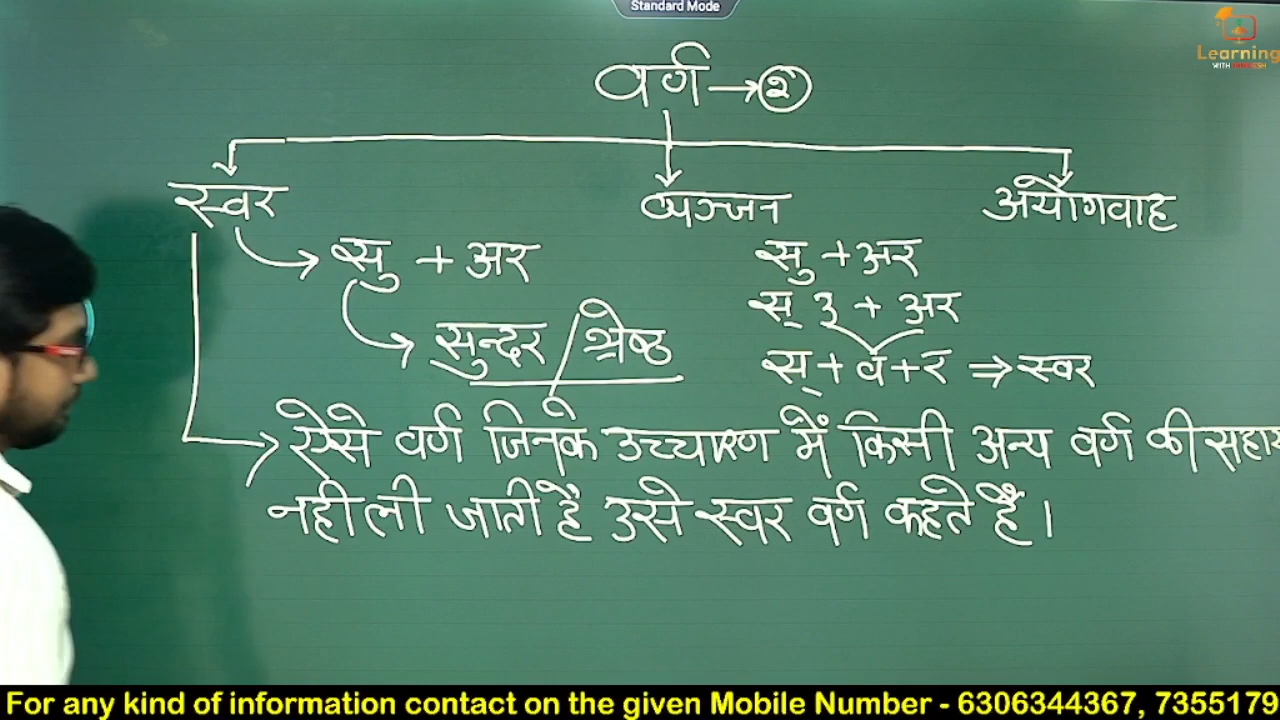 Standard Mode
Learning
वर्ग → २
स्वर
व्यञ्जन
अयोगवाह
सु + अर
सुन्दर / श्रेष्ठ
सु + अर
स् उ + अर
स् + व + र ⇒ स्वर
ऐसे वर्ग जिनके उच्चारण में किसी अन्य वर्ग की सहाय
नही ली जाती है उसे स्वर वर्ग कहते हैं।
For any kind of information contact on the given Mobile Number - 6306344367, 7355179